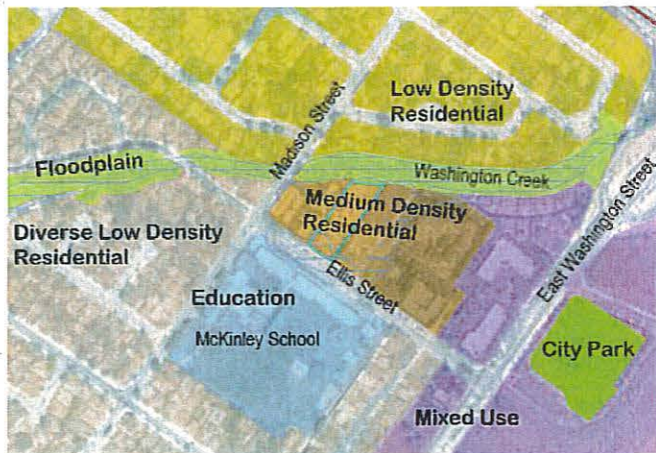 Low Density
Residential
Madison Street
Floodplain
Washington Creek
Medium Density
Residential
East Washington Street
Diverse Low Density
Residential
Ellis Street
Education
McKinley School
City Park
Mixed Use